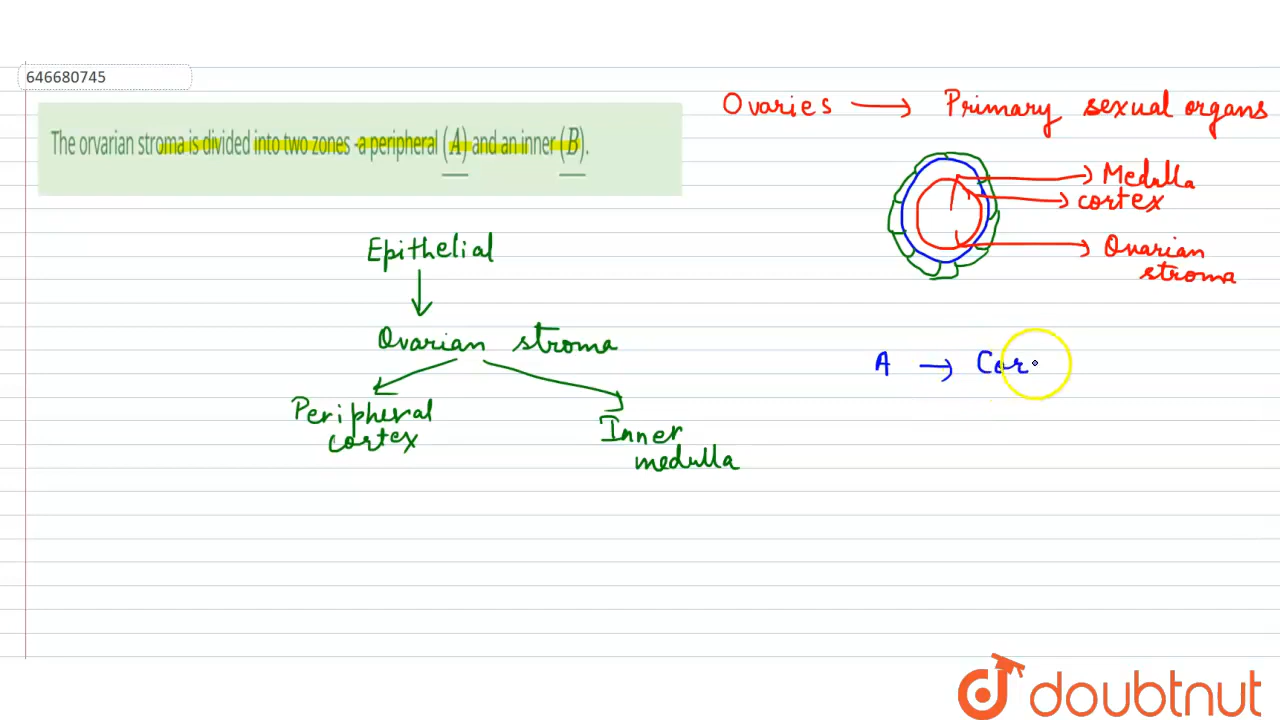 646680745
The orvarian stroma is divided into two zones -a peripheral (A) and an inner (B).
Ovaries → Primary sexual organs
Medulla
cortex
Ovarian
stroma
Epithelial
Ovarian stroma
Peripheral
cortex
Inner
medulla
A → Cor
doubtnut